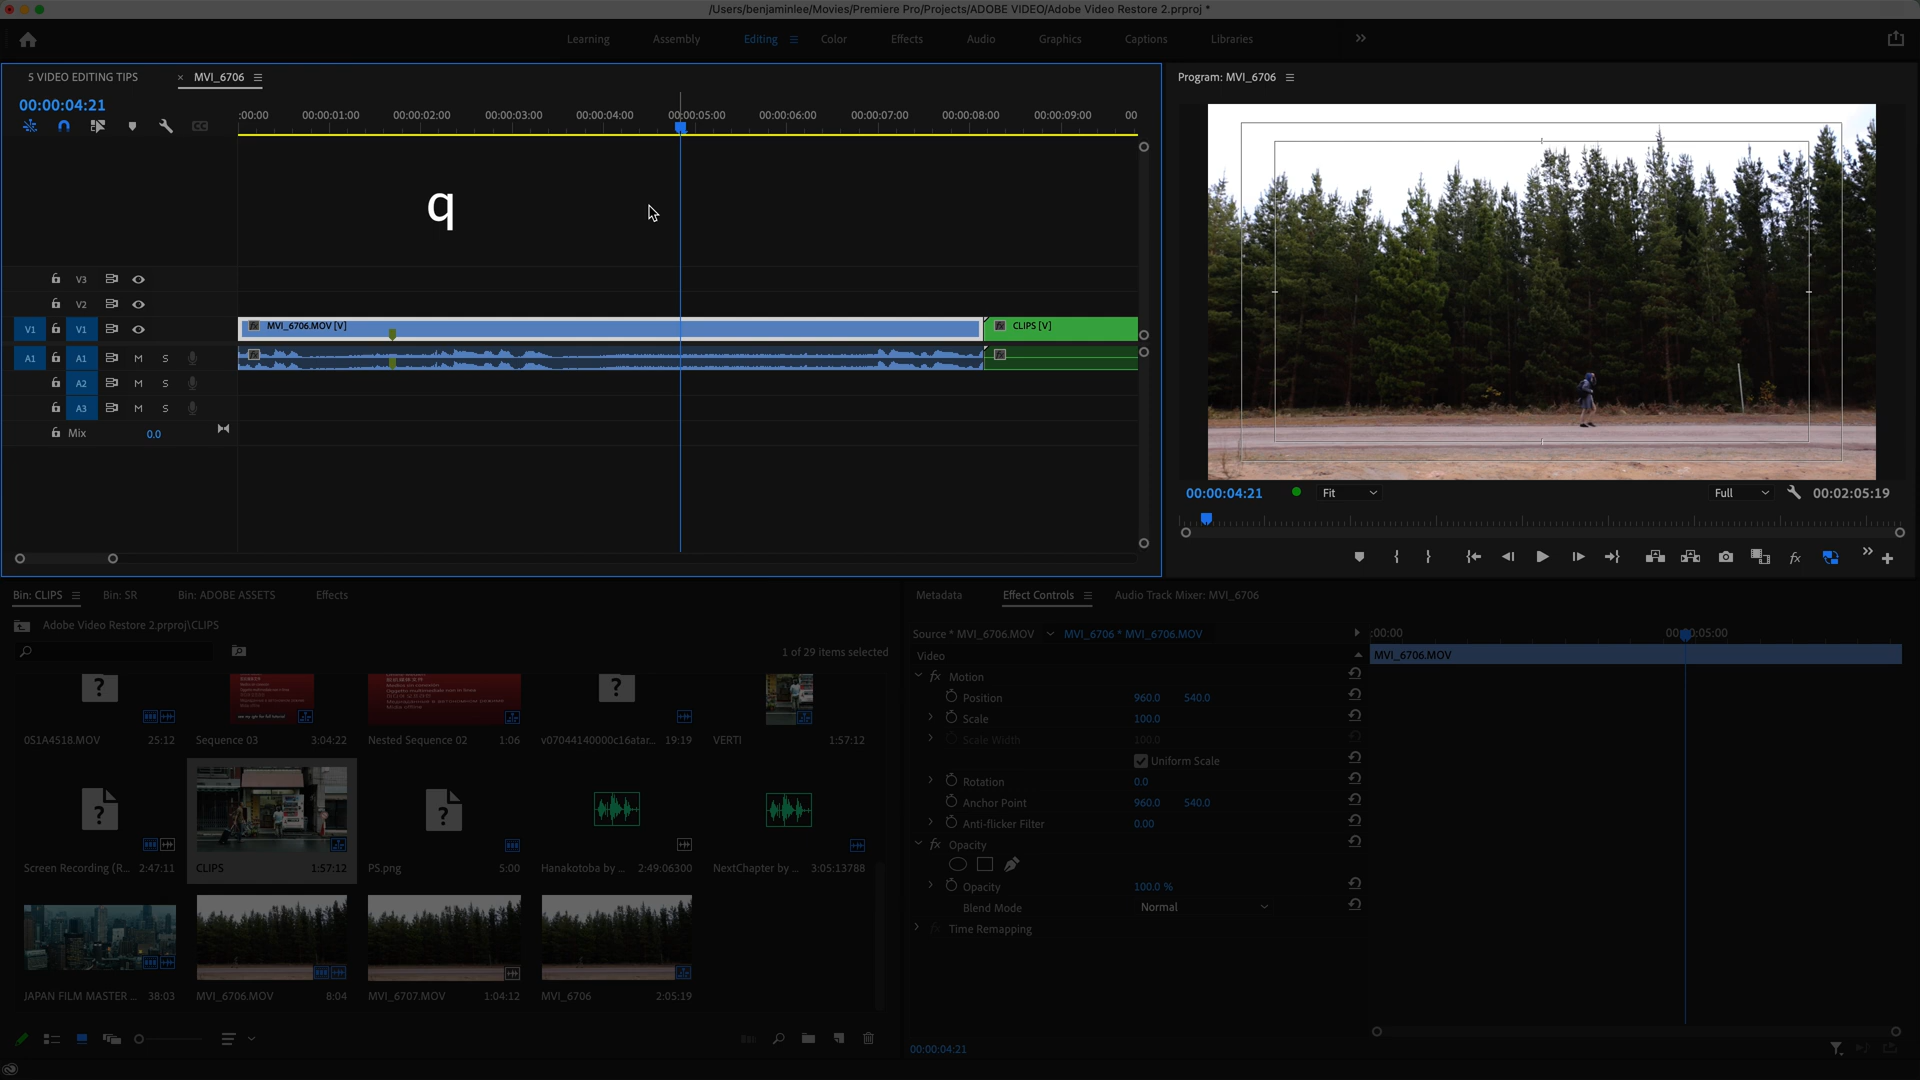 /Users/benjaminlee/Movies/Premiere Pro/Projects/ADOBE VIDEO/Adobe Video Restore 2.prproj *
Learning Assembly Editing Color Effects Audio Graphics Captions Libraries
5 VIDEO EDITING TIPS × MVI_6706
Program: MVI_6706
00:00:04:21
:00:00 00:00:01:00 00:00:02:00 00:00:03:00 00:00:04:00 00:00:05:00 00:00:06:00 00:00:07:00 00:00:08:00 00:00:09:00 00
q
V3
V2
V1 V1
MVI_6706.MOV [V] CLIPS [V]
A1 A1 M S
A2 M S
A3 M S
Mix 0.0
00:00:04:21 Fit Full 00:02:05:19
Bin: CLIPS Bin: SR Bin: ADOBE ASSETS Effects
Adobe Video Restore 2.prproj\CLIPS
1 of 29 items selected
0S1A4518.MOV 25:12 Sequence 03 3:04:22 Nested Sequence 02 1:06 v07044140000c16atar... 19:19 VERTI 1:57:12
Screen Recording (R... 2:47:11 CLIPS 1:57:12 PS.png 5:00 Hanakotoba by ... 2:49:06300 NextChapter by ... 3:05:13788
JAPAN FILM MASTER ... 38:03 MVI_6706.MOV 8:04 MVI_6707.MOV 1:04:12 MVI_6706 2:05:19
Metadata Effect Controls Audio Track Mixer: MVI_6706
Source * MVI_6706.MOV MVI_6706 * MVI_6706.MOV
:00:00
Video
MVI_6706.MOV
fx Motion
Position 960.0 540.0
Scale 100.0
Scale Width 100.0
Uniform Scale
Rotation 0.0
Anchor Point 960.0 540.0
Anti-flicker Filter 0.00
fx Opacity
Opacity 100.0 %
Blend Mode Normal
fx Time Remapping
00:00:04:21